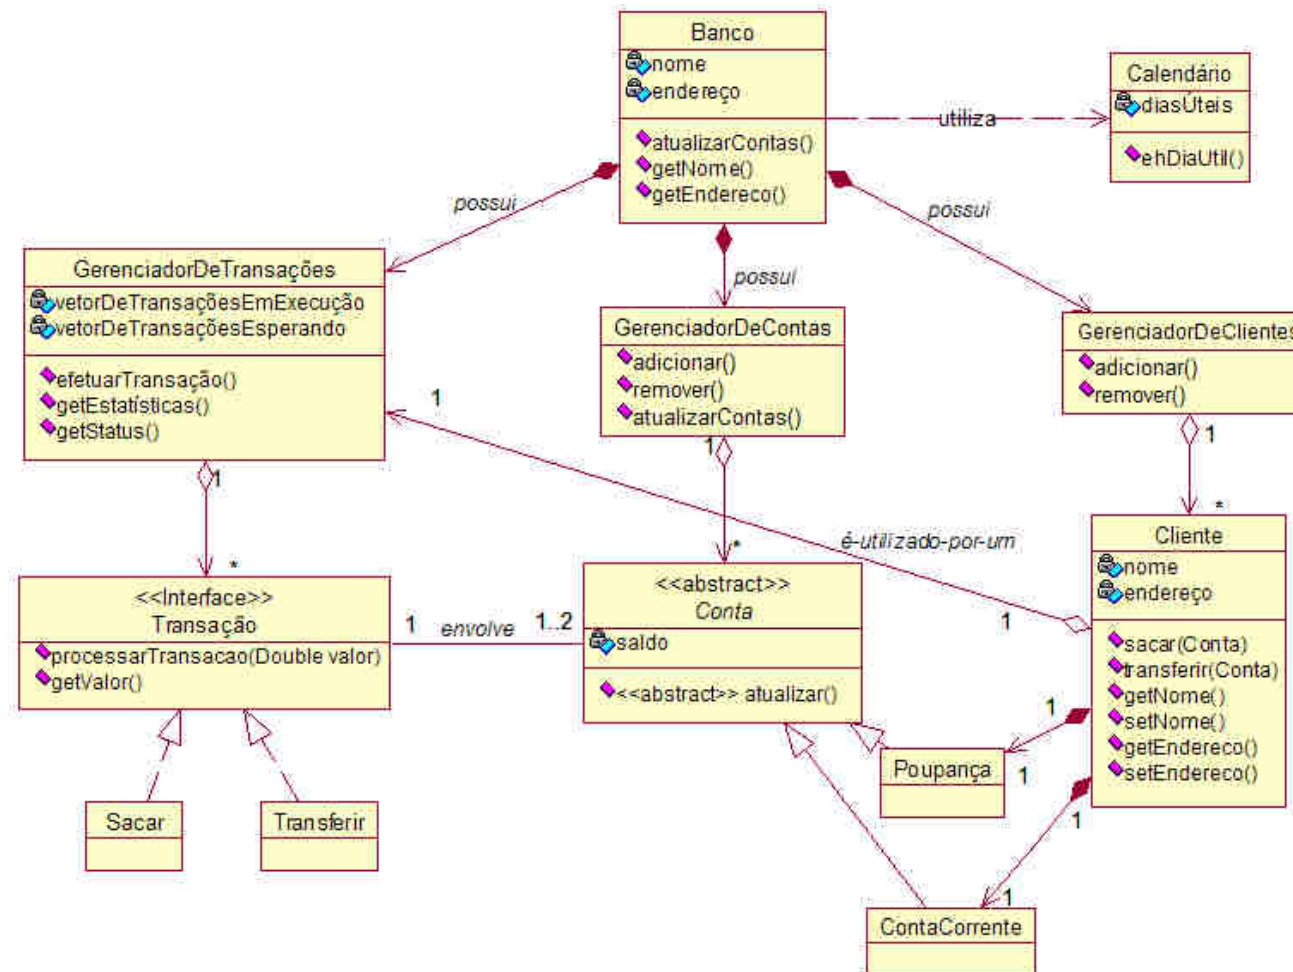 Banco
nome
endereço
atualizarContas()
getNome()
getEndereco()
Calendário
diasÚteis
ehDiaUtil()
utiliza
possui
possui
possui
GerenciadorDeTransações
vetorDeTransaçõesEmExecução
vetorDeTransaçõesEsperando
efetuarTransação()
getEstatísticas()
getStatus()
GerenciadorDeContas
adicionar()
remover()
atualizarContas()
GerenciadorDeClientes
adicionar()
remover()
1
1
1
1
*
*
*
é-utilizado-por-um
1
<<Interface>>
Transação
processarTransacao(Double valor)
getValor()
1
envolve
1..2
<<abstract>>
Conta
saldo
<<abstract>> atualizar()
Cliente
nome
endereço
sacar(Conta)
transferir(Conta)
getNome()
setNome()
getEndereco()
setEndereco()
1
1
Poupança
1
1
Sacar
Transferir
ContaCorrente